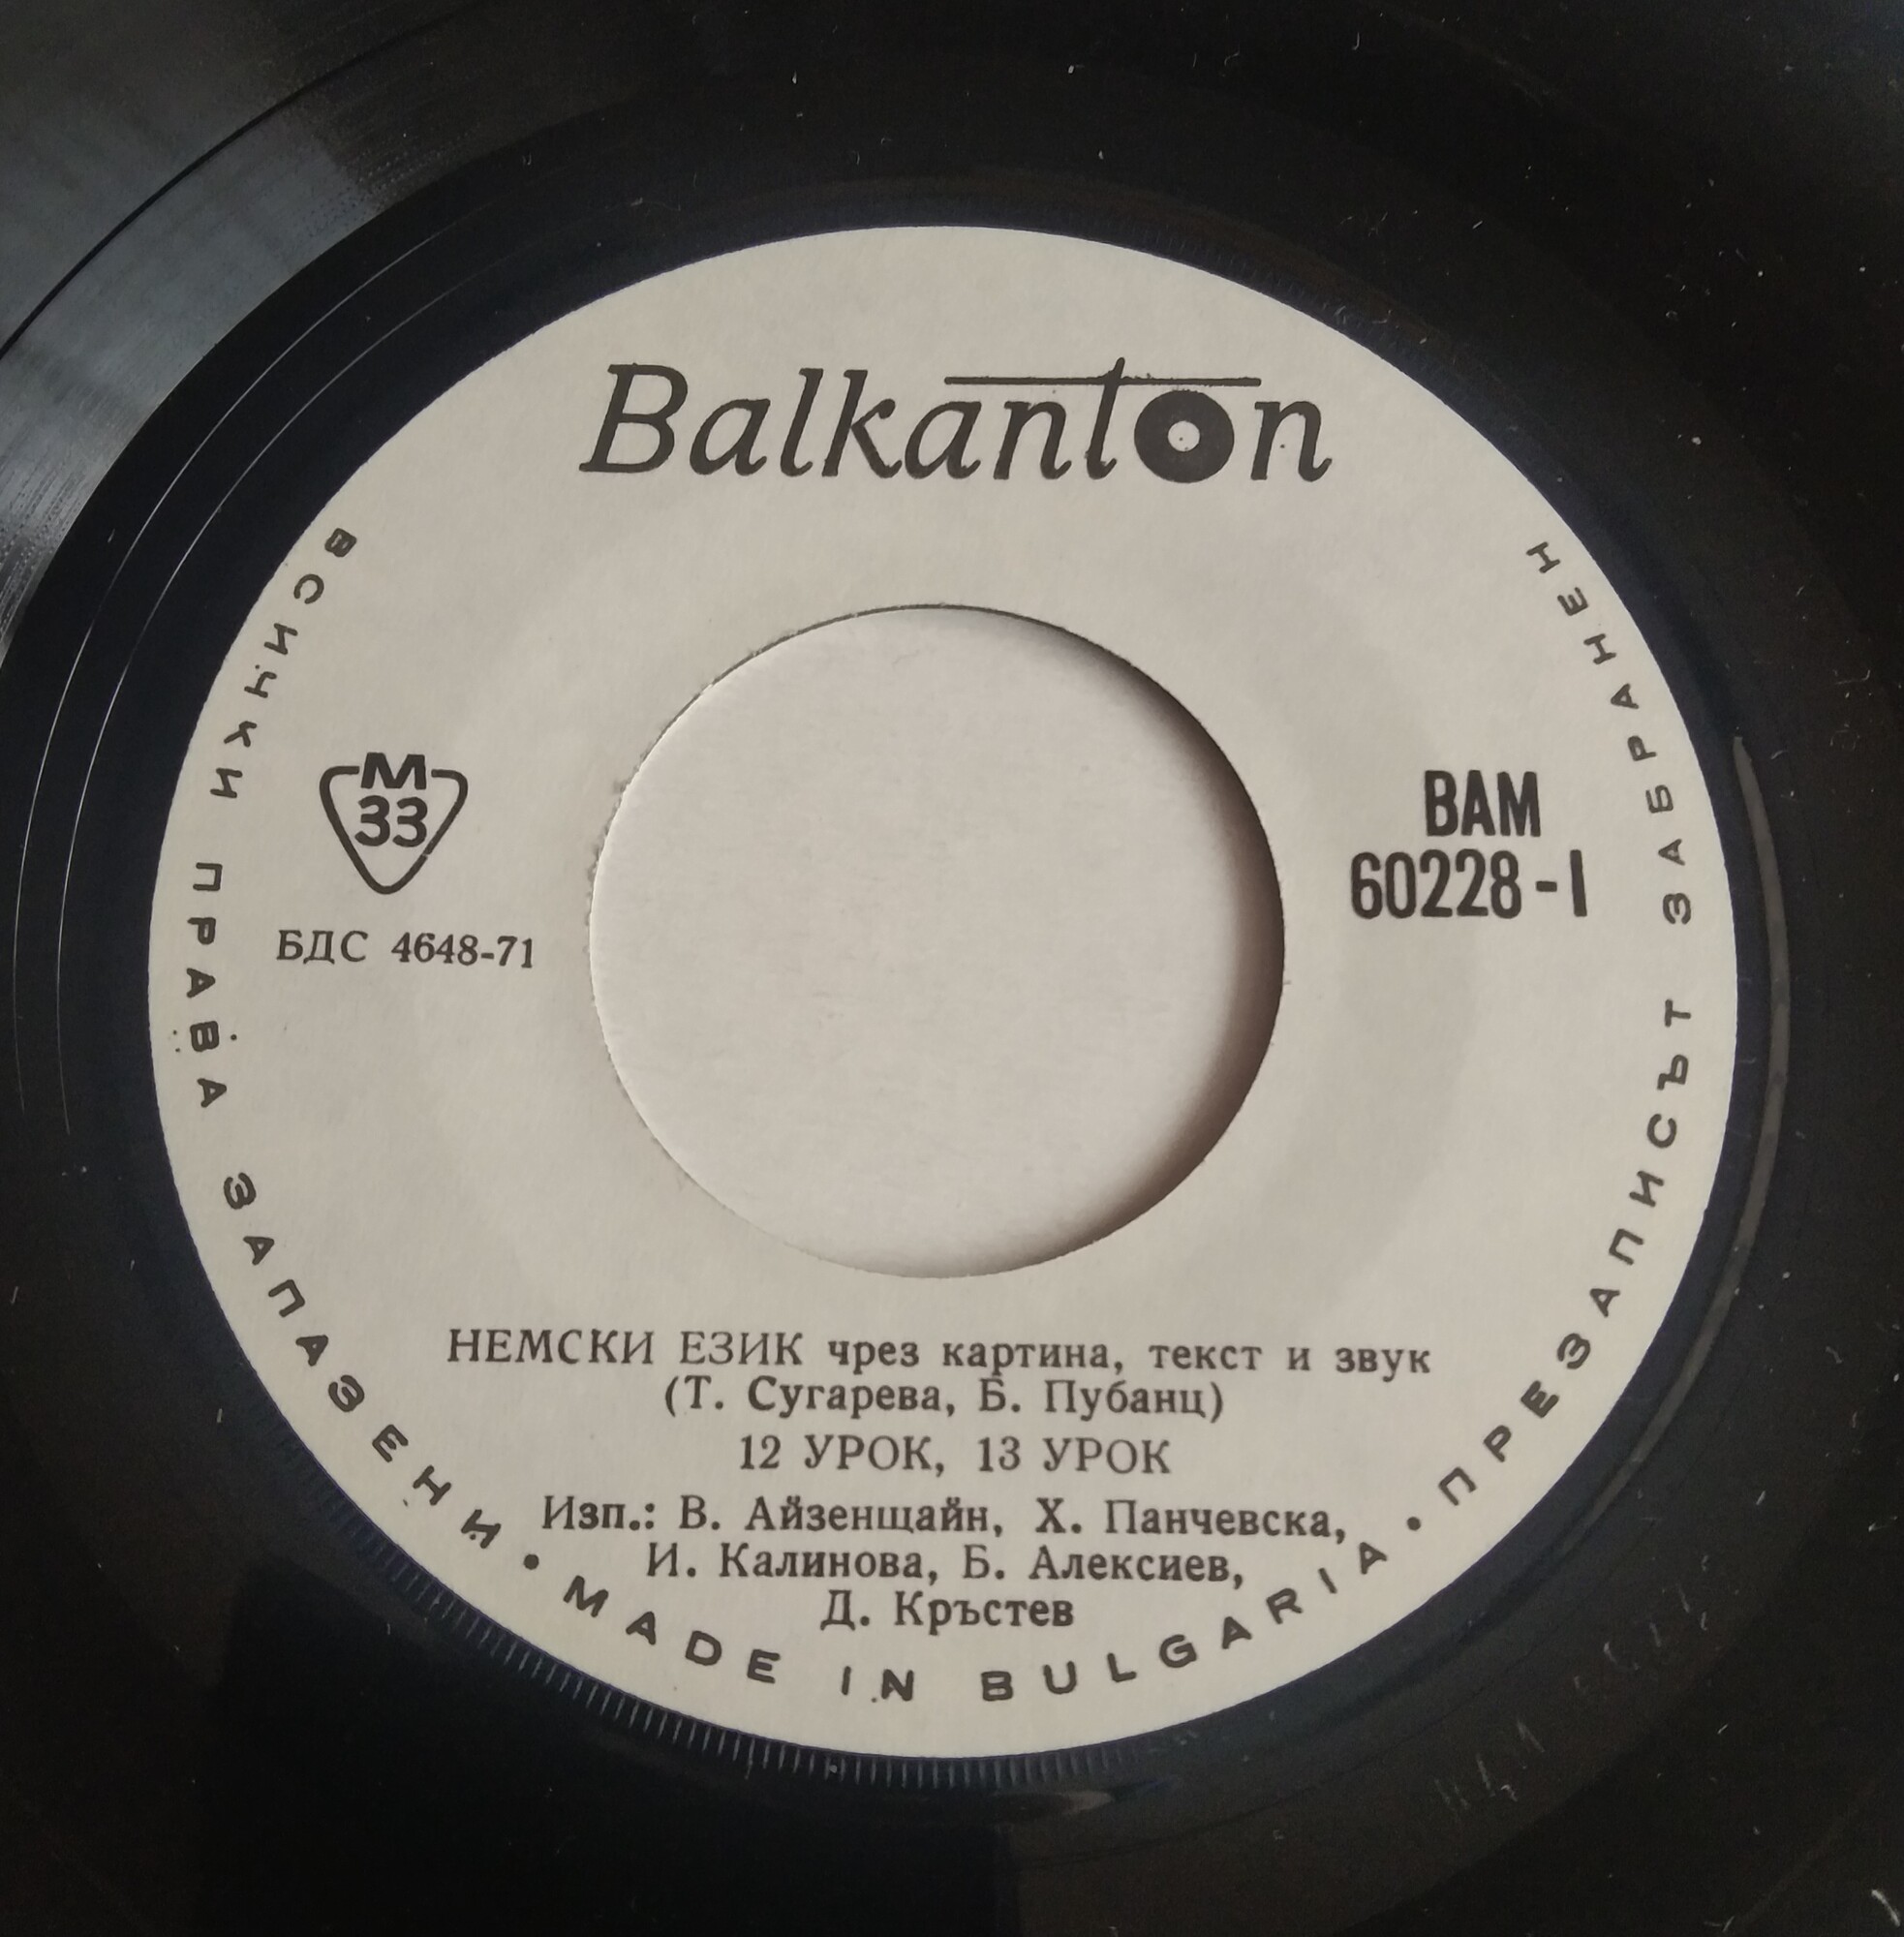 Balkanton
M
33
БДС 4648-71
ВАМ
60228-I
НЕМСКИ ЕЗИК чрез картина, текст и звук
(Т. Сугарева, Б. Пубанц)
12 УРОК, 13 УРОК
Изп.: В. Айзенщайн, Х. Панчевска,
И. Калинова, Б. Алексиев,
Д. Кръстев
ВСИЧКИ ПРАВА ЗАПАЗЕНИ • MADE IN BULGARIA • ПРЕЗАПИСЪТ ЗАБРАНЕН